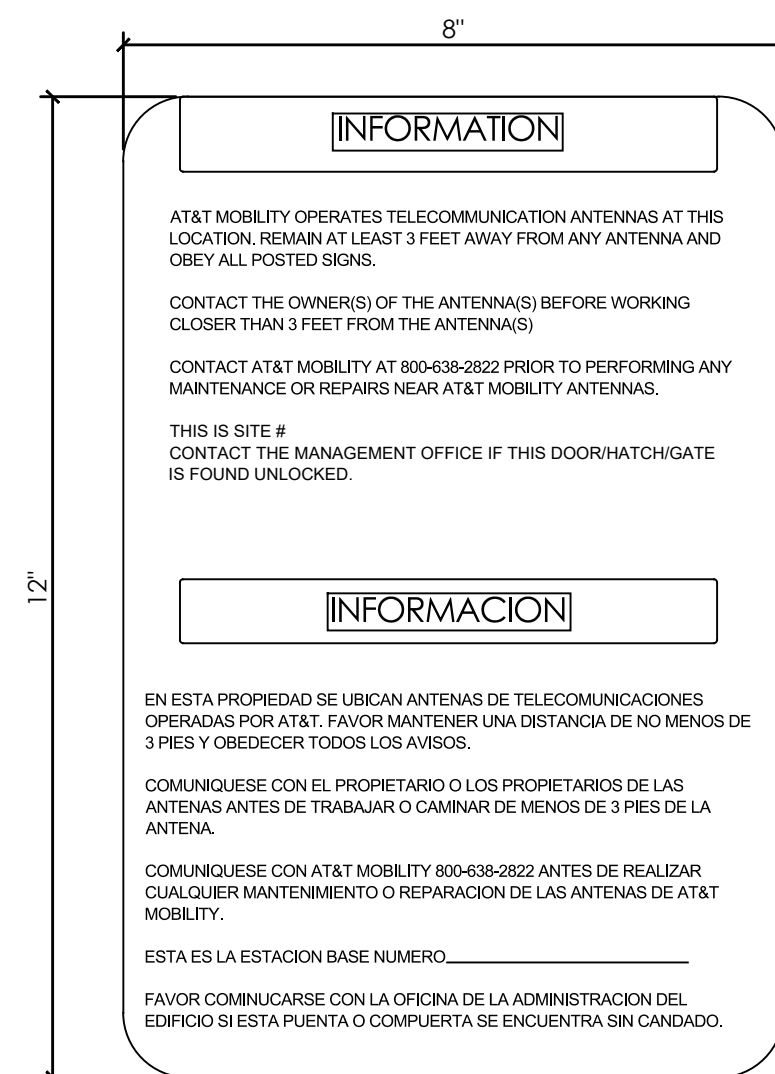 8"
INFORMATION
AT&T MOBILITY OPERATES TELECOMMUNICATION ANTENNAS AT THIS
LOCATION. REMAIN AT LEAST 3 FEET AWAY FROM ANY ANTENNA AND
OBEY ALL POSTED SIGNS.
CONTACT THE OWNER(S) OF THE ANTENNA(S) BEFORE WORKING
CLOSER THAN 3 FEET FROM THE ANTENNA(S)
CONTACT AT&T MOBILITY AT 800-638-2822 PRIOR TO PERFORMING ANY
MAINTENANCE OR REPAIRS NEAR AT&T MOBILITY ANTENNAS.
THIS IS SITE #
CONTACT THE MANAGEMENT OFFICE IF THIS DOOR/HATCH/GATE
IS FOUND UNLOCKED.
12"
INFORMACION
EN ESTA PROPIEDAD SE UBICAN ANTENAS DE TELECOMUNICACIONES
OPERADAS POR AT&T. FAVOR MANTENER UNA DISTANCIA DE NO MENOS DE
3 PIES Y OBEDECER TODOS LOS AVISOS.
COMUNIQUESE CON EL PROPIETARIO O LOS PROPIETARIOS DE LAS
ANTENAS ANTES DE TRABAJAR O CAMINAR DE MENOS DE 3 PIES DE LA
ANTENA.
COMUNIQUESE CON AT&T MOBILITY 800-638-2822 ANTES DE REALIZAR
CUALQUIER MANTENIMIENTO O REPARACION DE LAS ANTENAS DE AT&T
MOBILITY.
ESTA ES LA ESTACION BASE NUMERO
FAVOR COMINUCARSE CON LA OFICINA DE LA ADMINISTRACION DEL
EDIFICIO SI ESTA PUENTA O COMPUERTA SE ENCUENTRA SIN CANDADO.